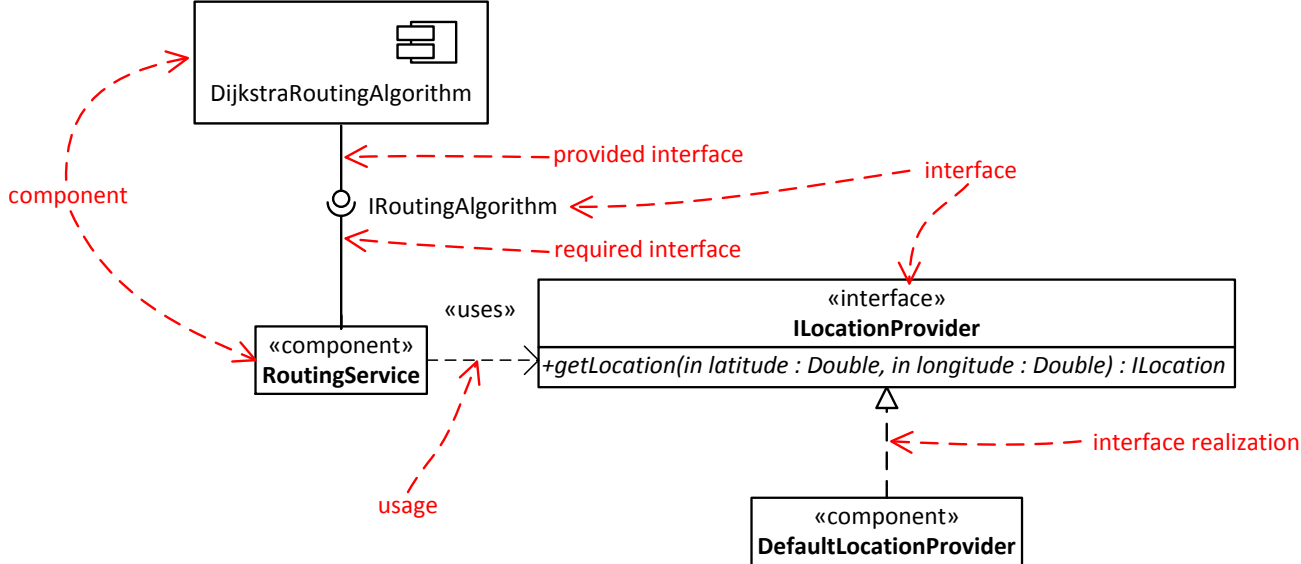 DijkstraRoutingAlgorithm
provided interface
interface
component
IRoutingAlgorithm
required interface
«uses»
«interface»
ILocationProvider
«component»
RoutingService
+getLocation(in latitude : Double, in longitude : Double) : ILocation
interface realization
usage
«component»
DefaultLocationProvider